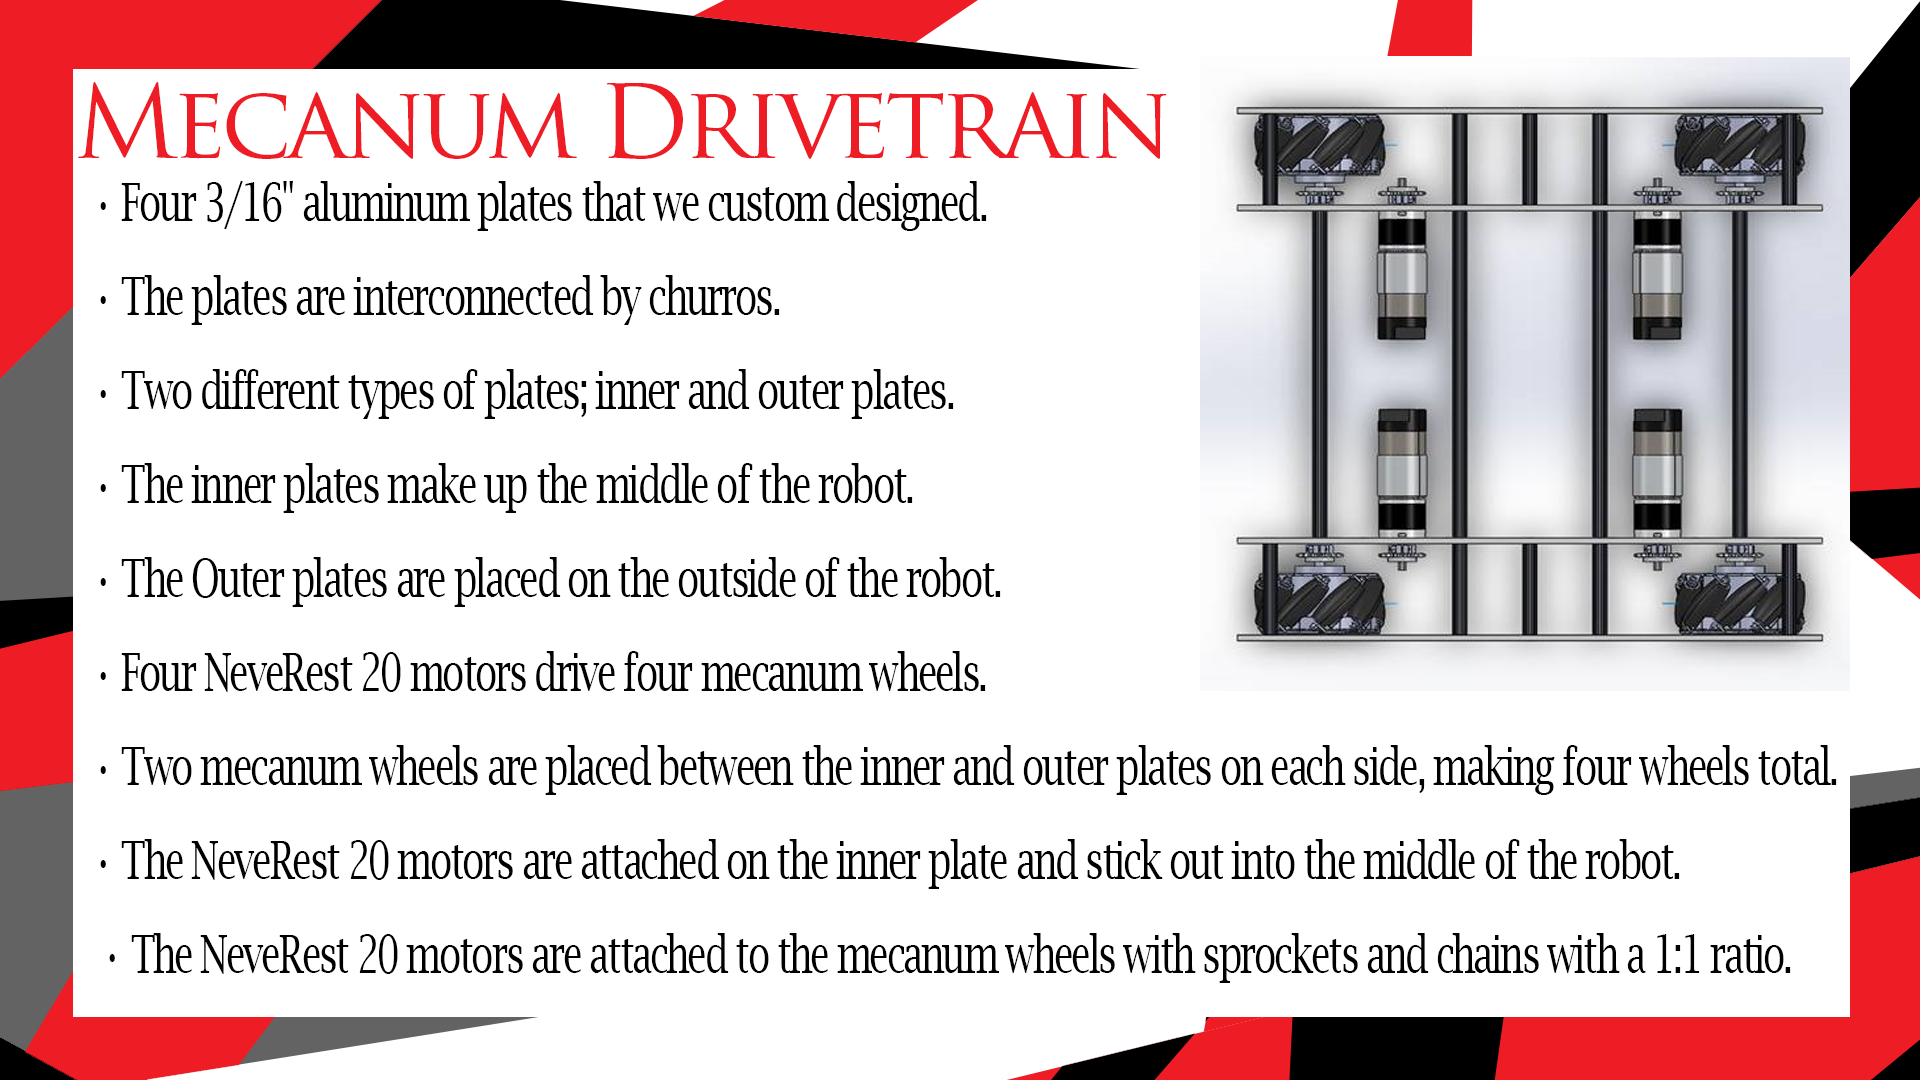 Mecanum Drivetrain
· Four 3/16" aluminum plates that we custom designed.
· The plates are interconnected by churros.
· Two different types of plates; inner and outer plates.
· The inner plates make up the middle of the robot.
· The Outer plates are placed on the outside of the robot.
· Four NeveRest 20 motors drive four mecanum wheels.
· Two mecanum wheels are placed between the inner and outer plates on each side, making four wheels total.
· The NeveRest 20 motors are attached on the inner plate and stick out into the middle of the robot.
· The NeveRest 20 motors are attached to the mecanum wheels with sprockets and chains with a 1:1 ratio.